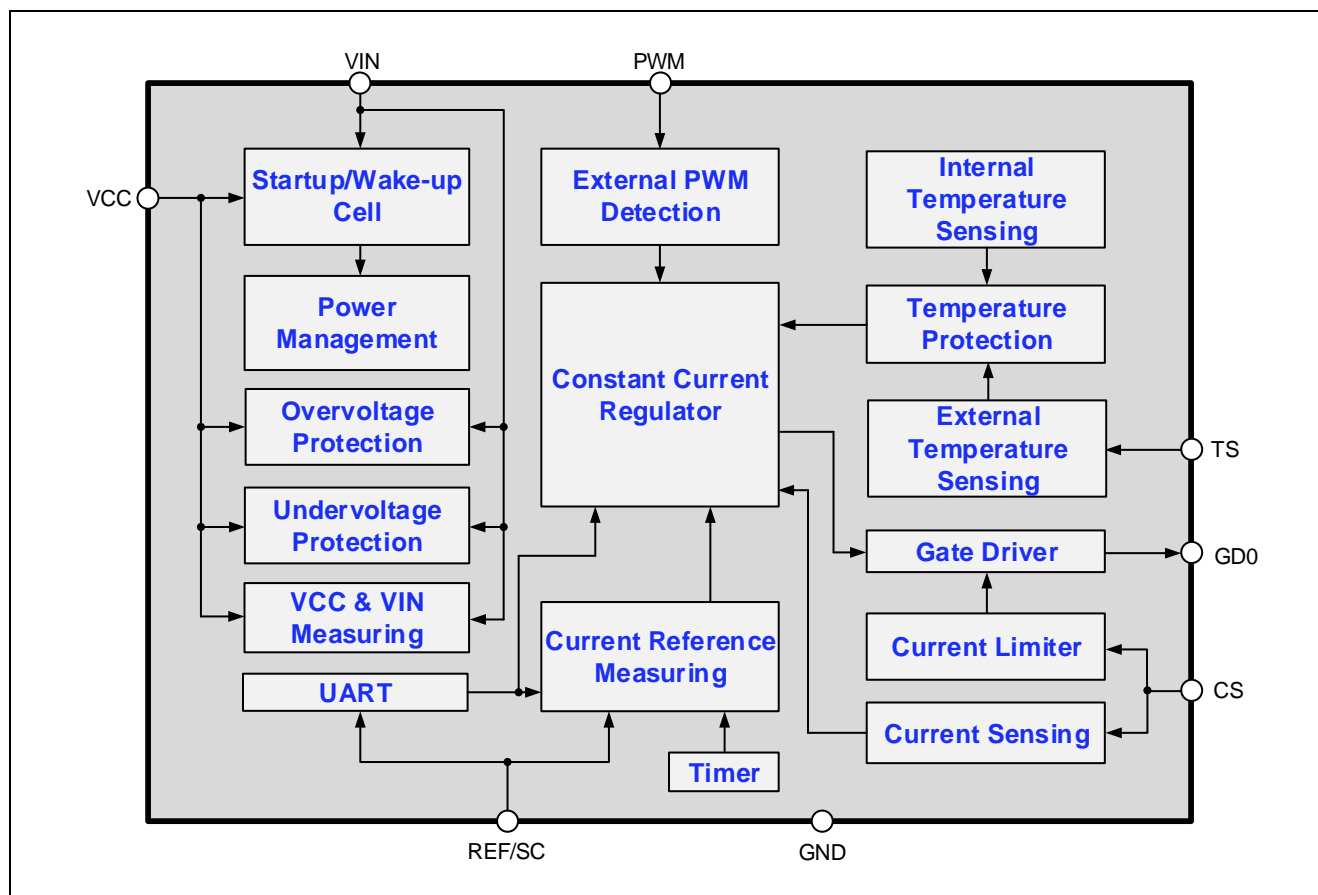 VIN
PWM
VCC
Startup/Wake-up
Cell
External PWM
Detection
Internal
Temperature
Sensing
Power
Management
Temperature
Protection
Constant Current
Regulator
Overvoltage
Protection
External
Temperature
Sensing
TS
Undervoltage
Protection
Gate Driver
GD0
VCC & VIN
Measuring
Current Reference
Measuring
Current Limiter
UART
CS
Current Sensing
Timer
REF/SC
GND